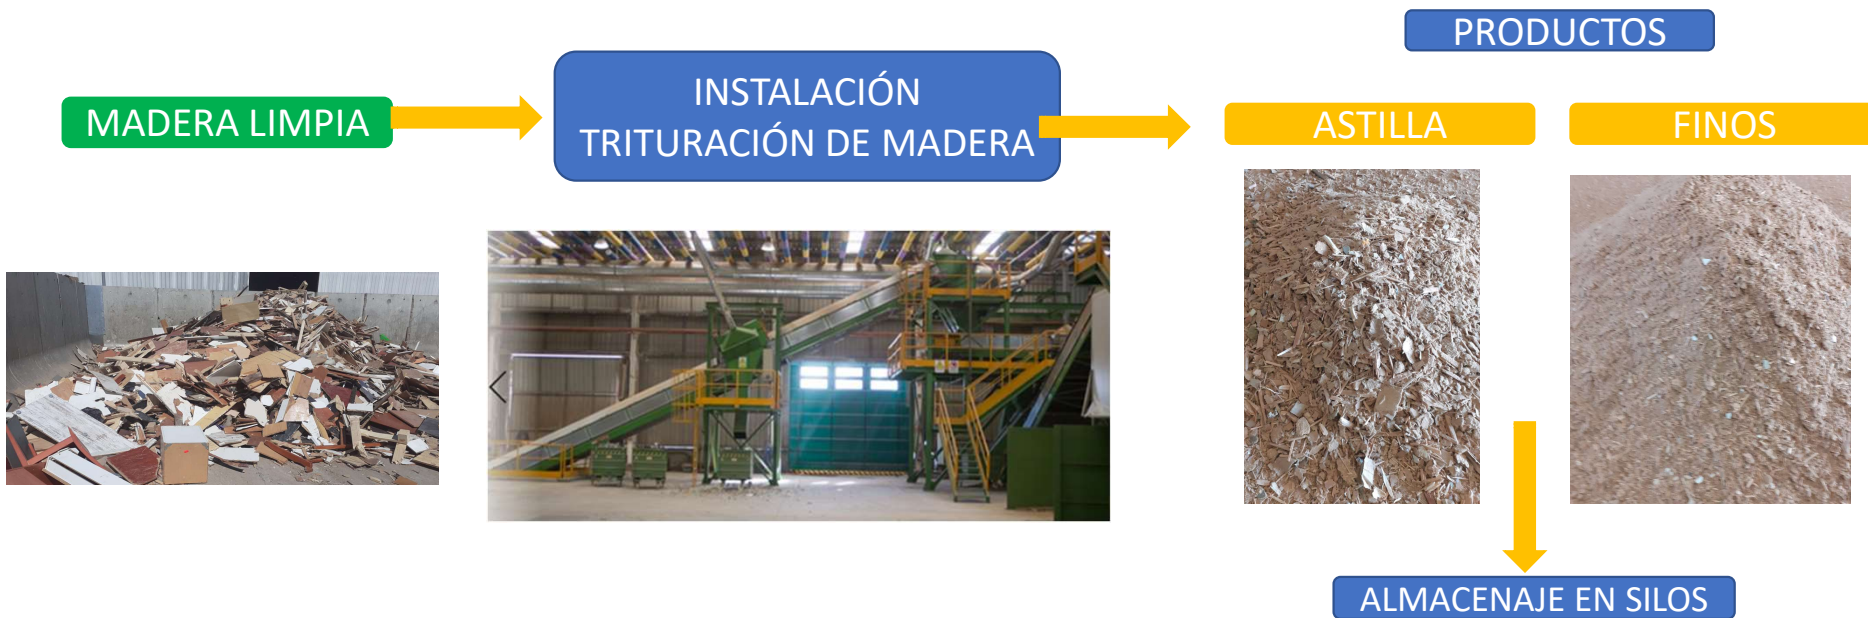 PRODUCTOS
MADERA LIMPIA
INSTALACIÓN
TRITURACIÓN DE MADERA
ASTILLA
FINOS
ALMACENAJE EN SILOS